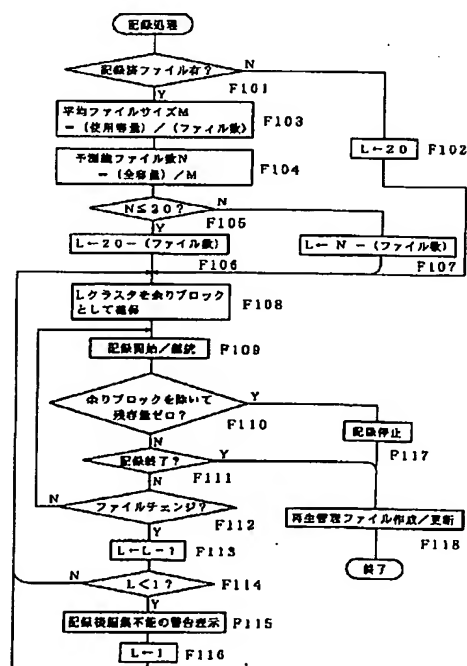 記録処理
記録済ファイル有?
N
Y
F101
平均ファイルサイズM
=(使用容量)/(ファイル数)
F103
L←20
F102
予測総ファイル数N
=(全容量)/M
F104
N≦20?
N
Y
F105
L←20-(ファイル数)
F106
L←N-(ファイル数)
F107
Lクラスタを余りブロック
として確保
F108
記録開始/継続
F109
余りブロックを除いて
残容量ゼロ?
Y
N
F110
記録停止
F117
記録終了?
Y
N
F111
ファイルチェンジ?
N
Y
F112
再生管理ファイル作成/更新
F118
L←L-1
F113
終了
L<1?
N
Y
F114
記録後編集不能の警告表示
F115
L←1
F116